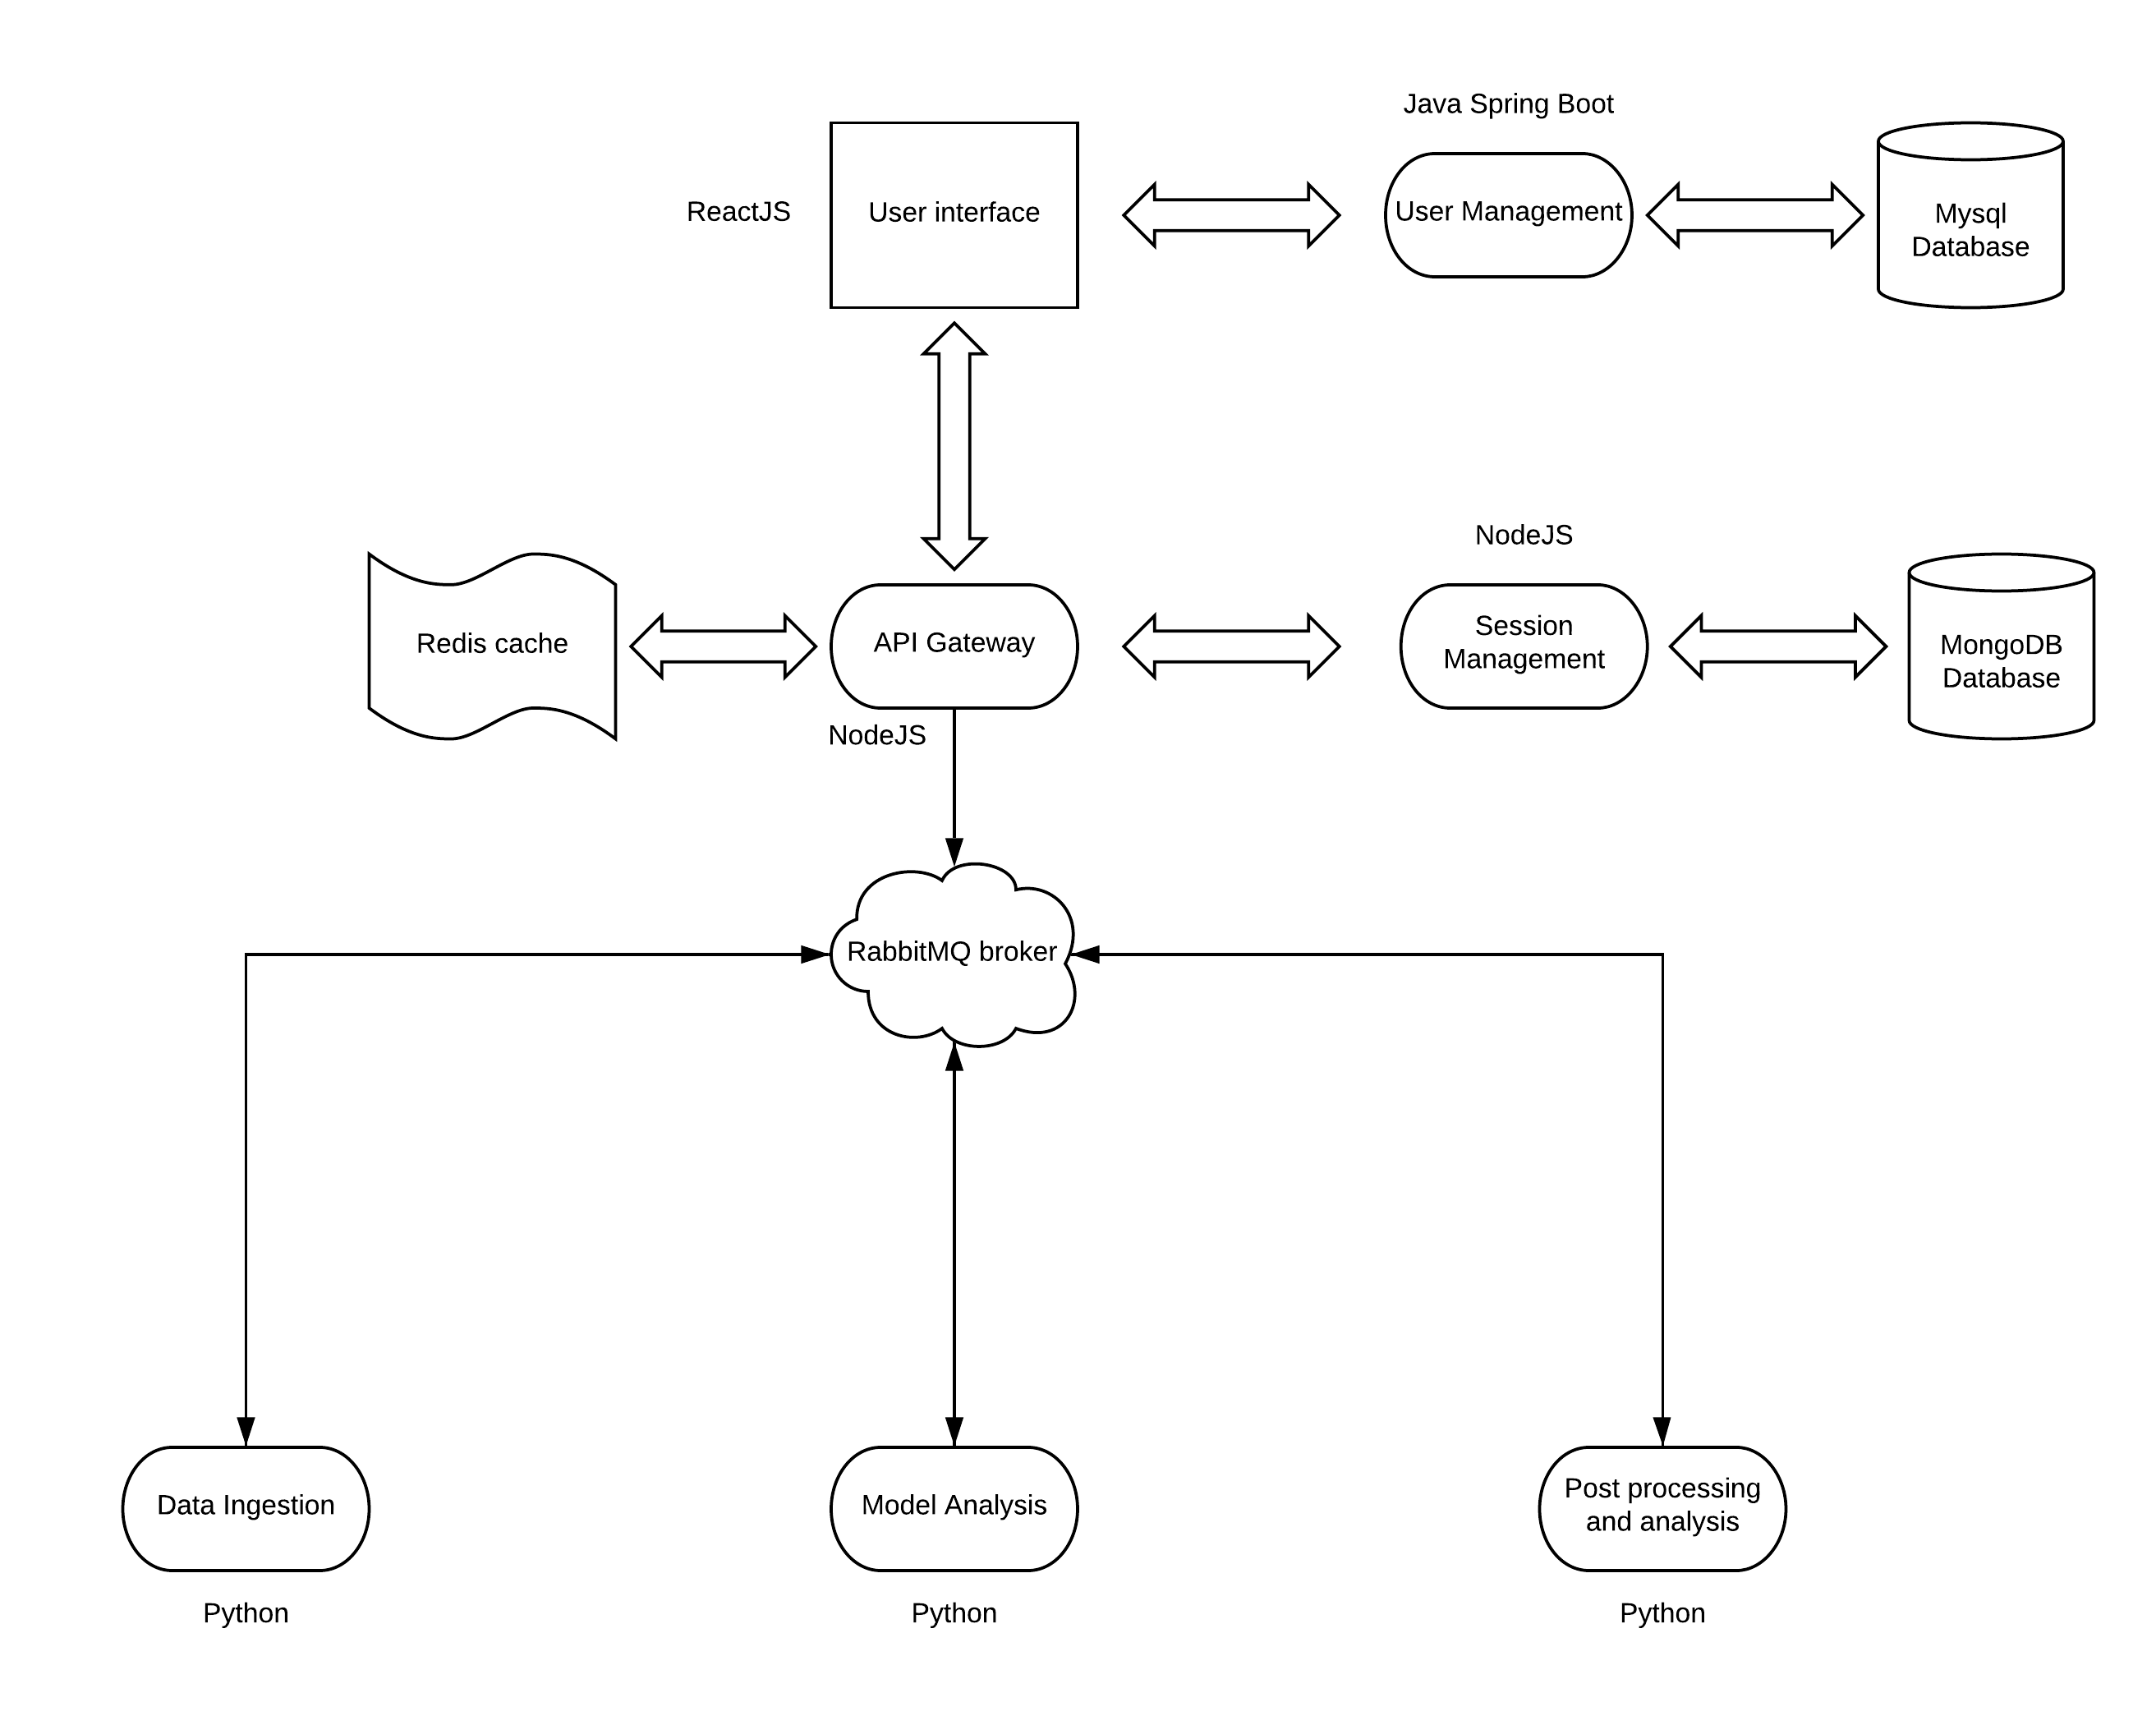 Java Spring Boot
ReactJS
User interface
User Management
Mysql
Database
NodeJS
Redis cache
API Gateway
Session
Management
MongoDB
Database
NodeJS
RabbitMQ broker
Data Ingestion
Model Analysis
Post processing
and analysis
Python
Python
Python